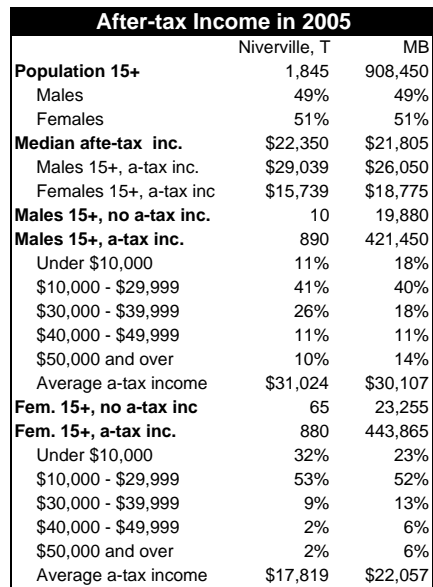 After-tax Income in 2005
Niverville, T MB
Population 15+ 1,845 908,450
Males 49% 49%
Females 51% 51%
Median afte-tax inc. $22,350 $21,805
Males 15+, a-tax inc. $29,039 $26,050
Females 15+, a-tax inc $15,739 $18,775
Males 15+, no a-tax inc. 10 19,880
Males 15+, a-tax inc. 890 421,450
Under $10,000 11% 18%
$10,000 - $29,999 41% 40%
$30,000 - $39,999 26% 18%
$40,000 - $49,999 11% 11%
$50,000 and over 10% 14%
Average a-tax income $31,024 $30,107
Fem. 15+, no a-tax inc 65 23,255
Fem. 15+, a-tax inc. 880 443,865
Under $10,000 32% 23%
$10,000 - $29,999 53% 52%
$30,000 - $39,999 9% 13%
$40,000 - $49,999 2% 6%
$50,000 and over 2% 6%
Average a-tax income $17,819 $22,057